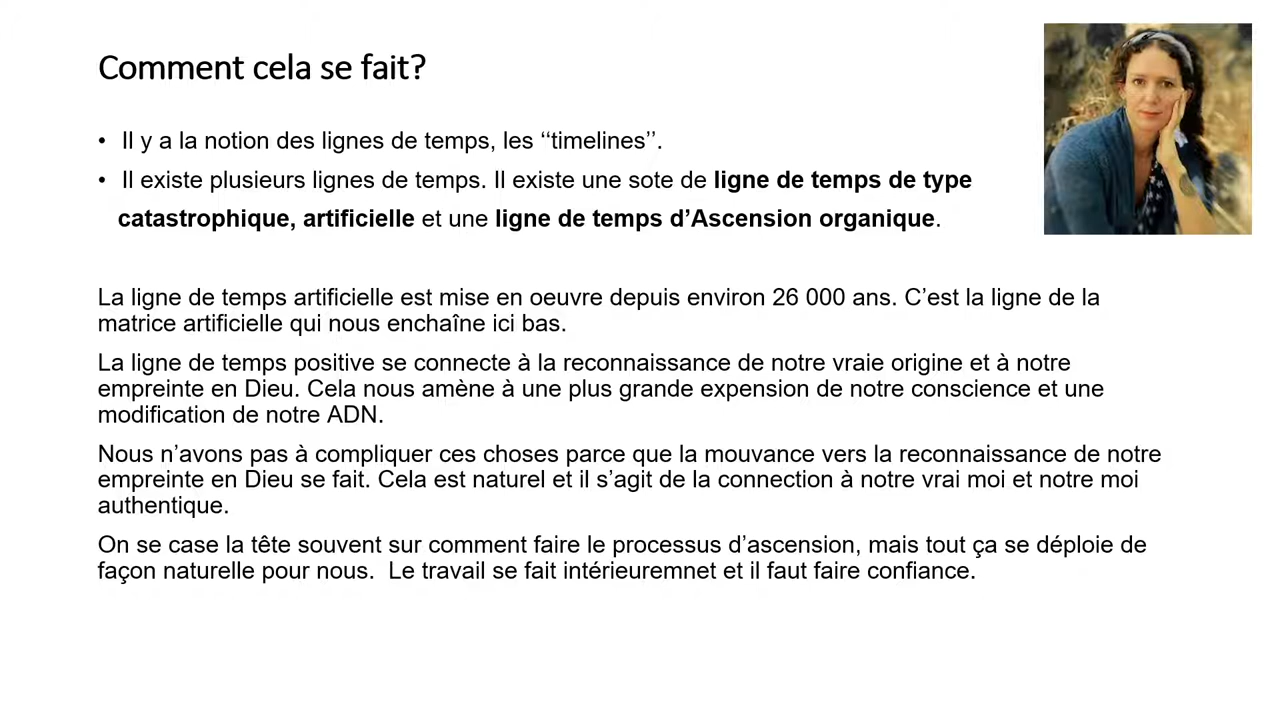 Comment cela se fait?
• Il y a la notion des lignes de temps, les ‘‘timelines’’.
• Il existe plusieurs lignes de temps. Il existe une sote de ligne de temps de type
catastrophique, artificielle et une ligne de temps d’Ascension organique.
La ligne de temps artificielle est mise en oeuvre depuis environ 26 000 ans. C’est la ligne de la
matrice artificielle qui nous enchaîne ici bas.
La ligne de temps positive se connecte à la reconnaissance de notre vraie origine et à notre
empreinte en Dieu. Cela nous amène à une plus grande expension de notre conscience et une
modification de notre ADN.
Nous n’avons pas à compliquer ces choses parce que la mouvance vers la reconnaissance de notre
empreinte en Dieu se fait. Cela est naturel et il s’agit de la connection à notre vrai moi et notre moi
authentique.
On se case la tête souvent sur comment faire le processus d’ascension, mais tout ça se déploie de
façon naturelle pour nous.  Le travail se fait intérieuremnet et il faut faire confiance.